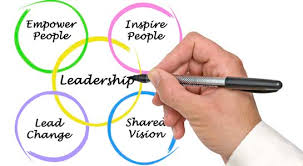 Empower
People
Inspire
People
Leadership
Lead
Change
Shared
Vision